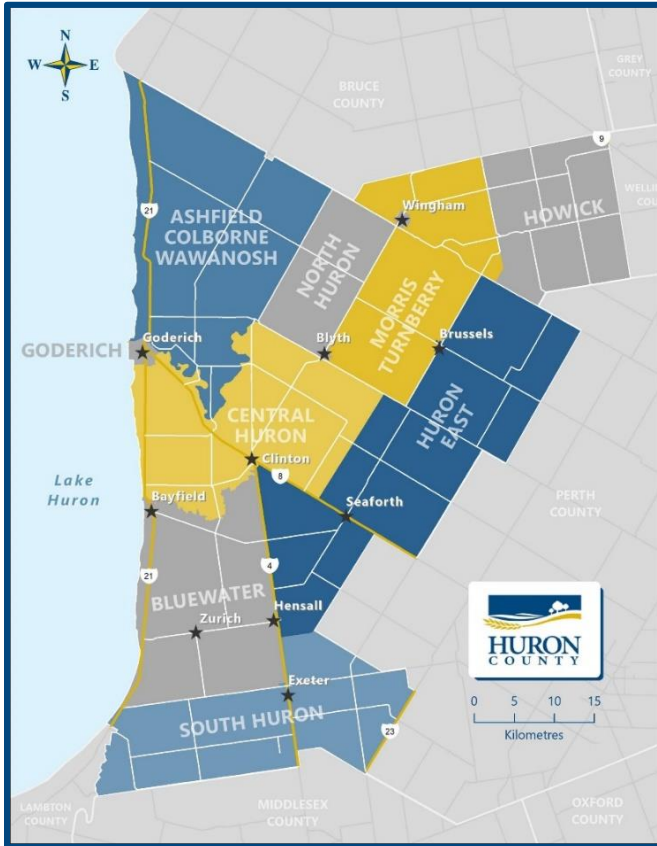 N
W E
S
GREY
COUNTY
BRUCE
COUNTY
9
Wingham
HOWICK
21
ASHFIELD
COLBORNE
WAWANOSH
NORTH
HURON
MORRIS
TURNBERRY
GODERICH
Goderich
Blyth
Brussels
CENTRAL
HURON
HURON
EAST
Clinton
8
Lake
Huron
Bayfield
Seaforth
PERTH
COUNTY
21
4
BLUEWATER
Zurich
Hensall
HURON
COUNTY
Exeter
SOUTH HURON
0 5 10 15
Kilometres
23
LAMBTON
COUNTY
MIDDLESEX
COUNTY
OXFORD
COUNTY